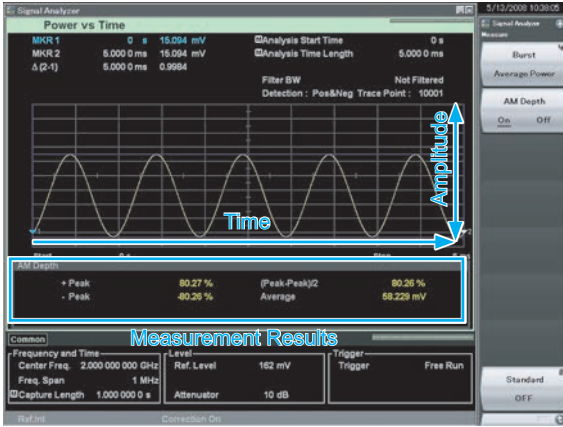 Signal Analyzer
5/13/2008 10:38:05
Power vs Time
Signal Analyzer
Measure
MKR 1 0 s 15.094 mV Analysis Start Time 0 s
MKR 2 5.000 0 ms 15.094 mV Analysis Time Length 5.000 0 ms
Δ (2-1) 5.000 0 ms 0.9984
Filter BW Not Filtered
Detection : Pos&Neg Trace Point : 10001
Burst
Average Power
AM Depth
On Off
Amplitude
Time
1
2
Start 0 s Stop 5 ms
AM Depth
+ Peak 80.27 % (Peak-Peak)/2 80.26 %
- Peak -80.26 % Average 58.229 mV
Measurement Results
Common
Frequency and Time Level Trigger
Center Freq. 2.000 000 000 GHz Ref. Level 162 mV Trigger Free Run
Freq. Span 1 MHz
Capture Length 1.000 000 0 s Attenuator 10 dB
Ref.Int Correction On
Standard
OFF